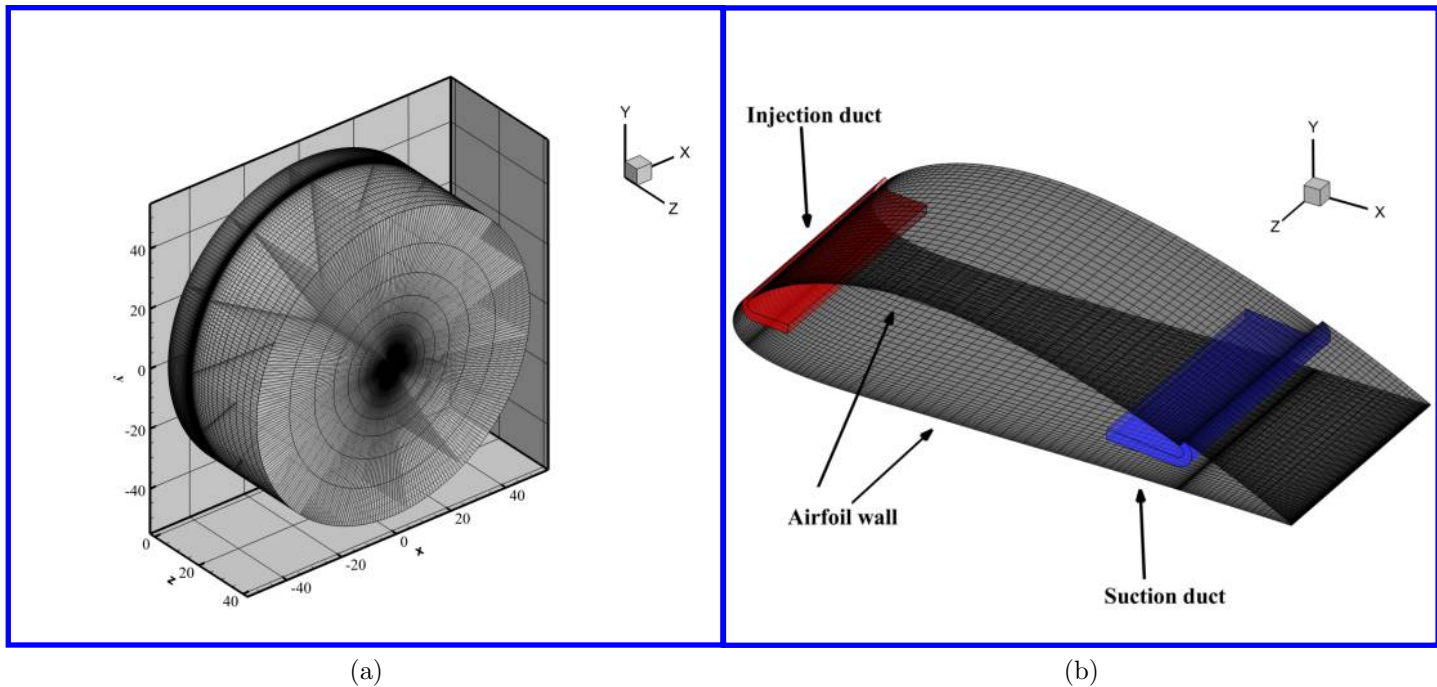 Y
X
Z
40
20
0
-20
-40
y
0
20
40
z
-40
-20
0
20
40
x
(a)
Injection duct
Y
Z
X
Airfoil wall
Suction duct
(b)